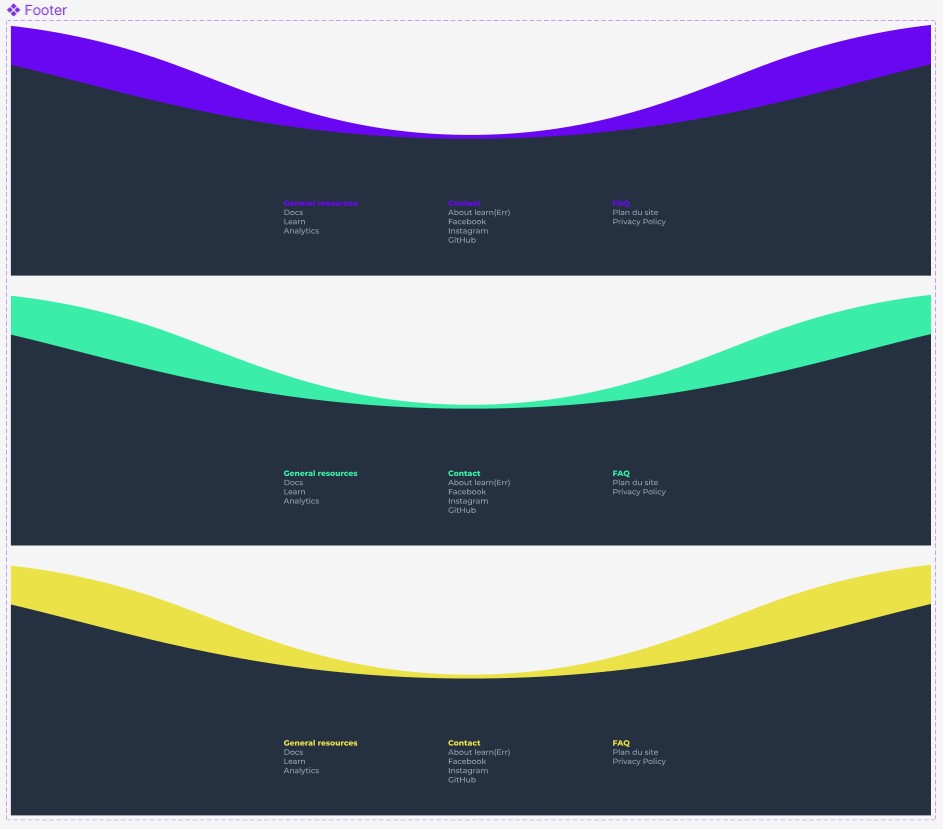 Footer
General resources
Docs
Learn
Analytics
Contact
About learn(Err)
Facebook
Instagram
GitHub
FAQ
Plan du site
Privacy Policy
General resources
Docs
Learn
Analytics
Contact
About learn(Err)
Facebook
Instagram
GitHub
FAQ
Plan du site
Privacy Policy
General resources
Docs
Learn
Analytics
Contact
About learn(Err)
Facebook
Instagram
GitHub
FAQ
Plan du site
Privacy Policy